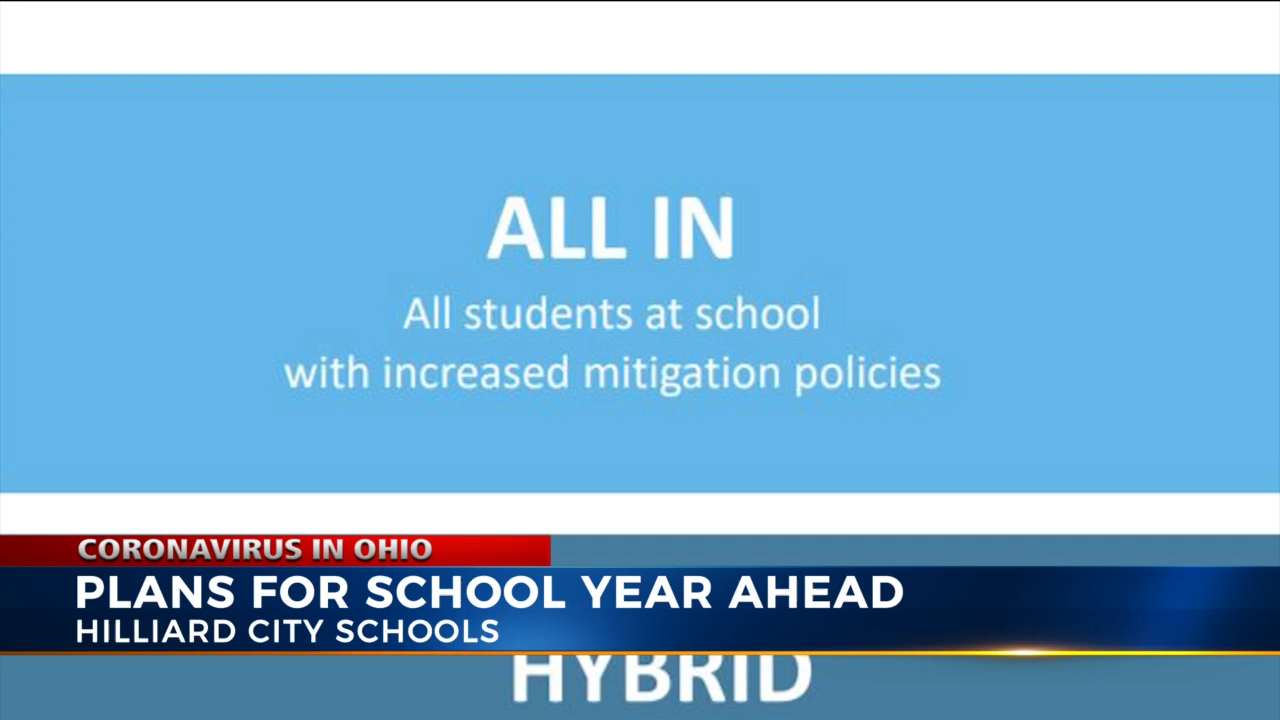 ALL IN
All students at school
with increased mitigation policies
CORONAVIRUS IN OHIO
PLANS FOR SCHOOL YEAR AHEAD
HILLIARD CITY SCHOOLS
HYBRID